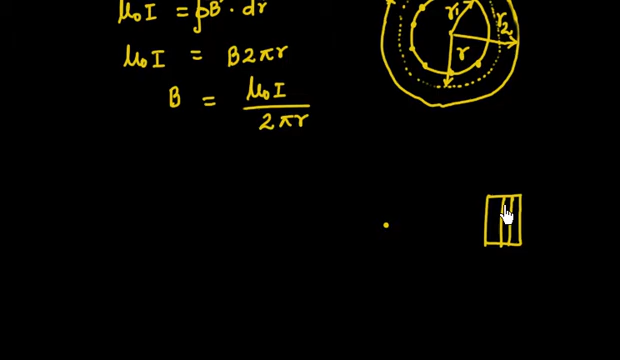 μ₀I = ∮B · dr
μ₀I = B2πr
B = μ₀I / 2πr
r₁
r₂
r